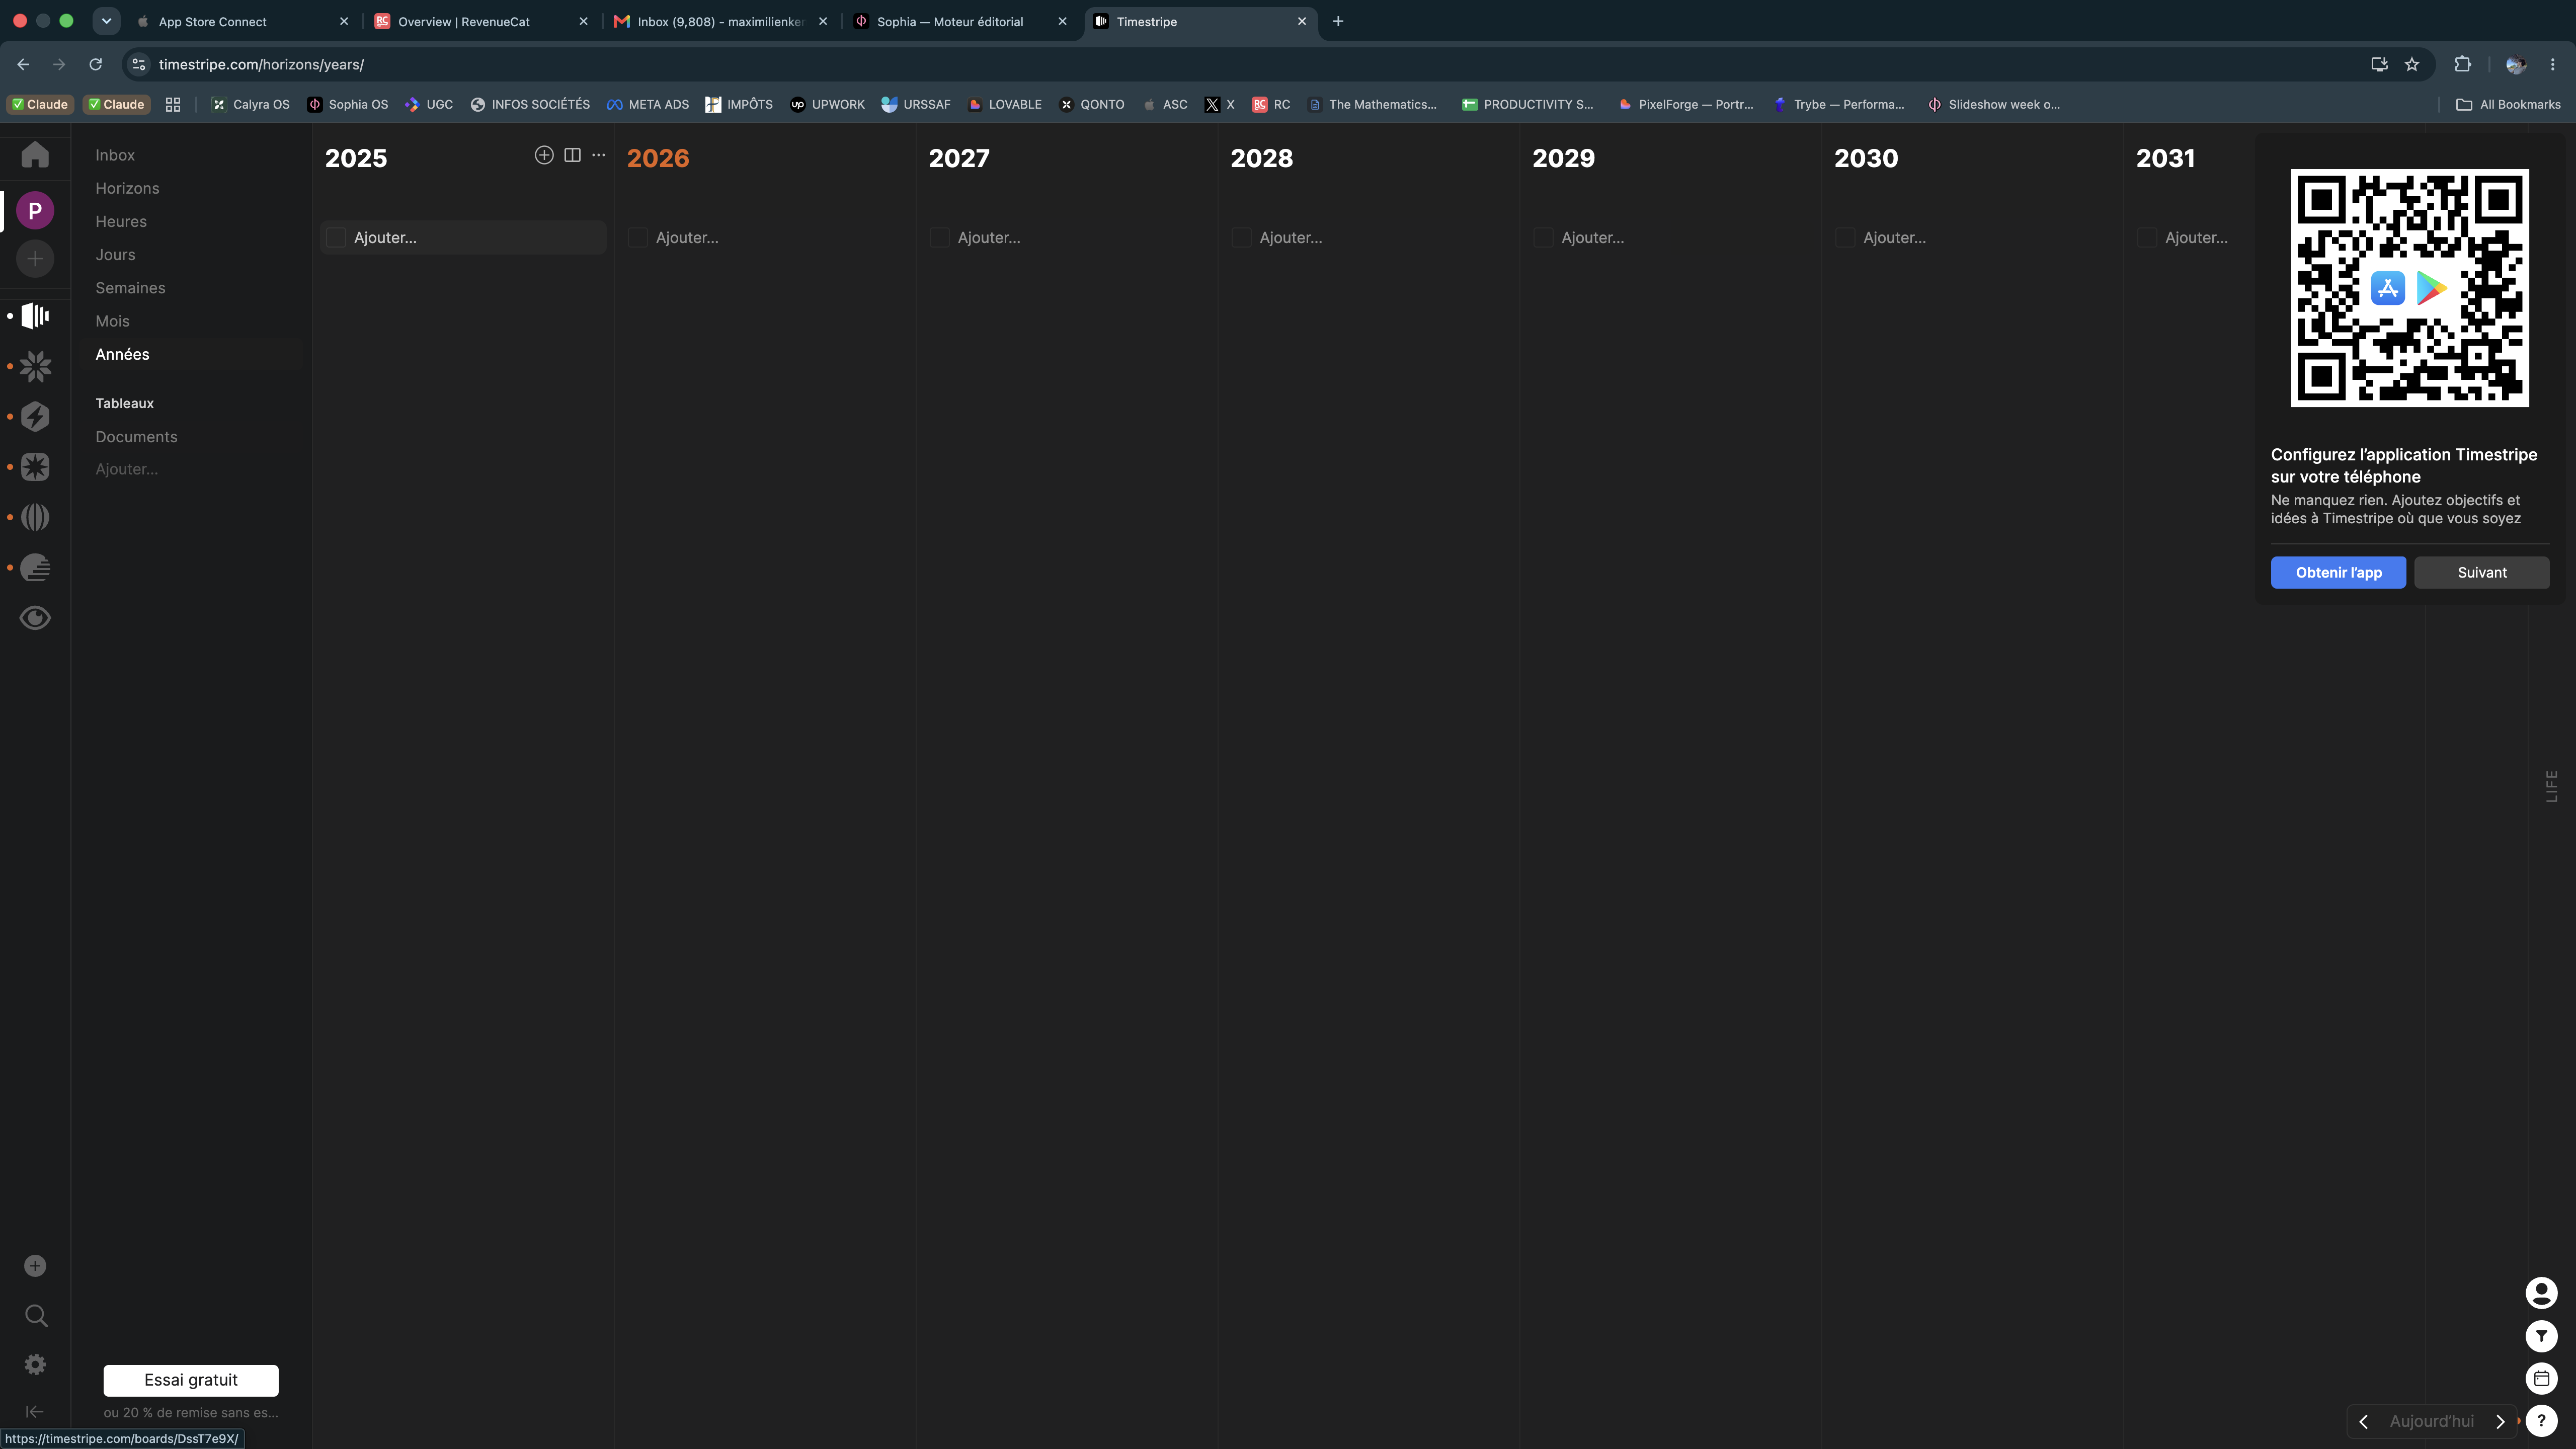 App Store Connect
Overview | RevenueCat
Inbox (9,808) - maximilienker
Sophia — Moteur éditorial
Timestripe
timestripe.com/horizons/years/
Claude
Claude
Calyra OS
Sophia OS
UGC
INFOS SOCIÉTÉS
META ADS
IMPÔTS
UPWORK
URSSAF
LOVABLE
QONTO
ASC
X
RC
The Mathematics...
PRODUCTIVITY S...
PixelForge — Portr...
Trybe — Performa...
Slideshow week o...
All Bookmarks
P
Inbox
Horizons
Heures
Jours
Semaines
Mois
Années
Tableaux
Documents
Ajouter...
2025
2026
2027
2028
2029
2030
2031
Ajouter...
Ajouter...
Ajouter...
Ajouter...
Ajouter...
Ajouter...
Ajouter...
Configurez l’application Timestripe
sur votre téléphone
Ne manquez rien. Ajoutez objectifs et
idées à Timestripe où que vous soyez
Obtenir l’app
Suivant
LIFE
Essai gratuit
ou 20 % de remise sans es...
Aujourd’hui
?
https://timestripe.com/boards/DssT7e9X/